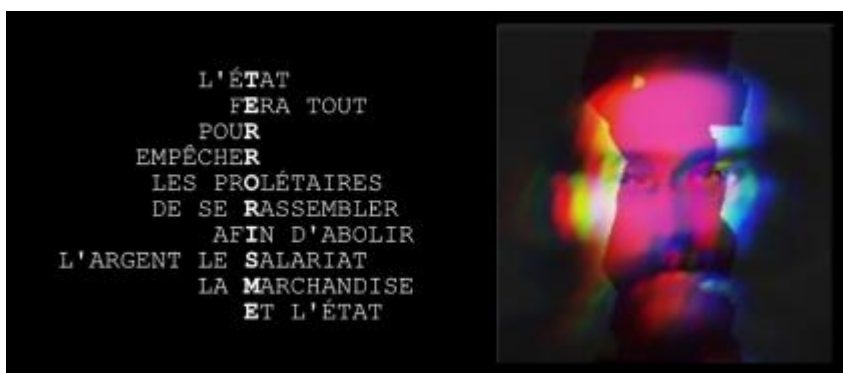 L'ÉTAT
FERA TOUT
POUR
EMPÊCHER
LES PROLÉTAIRES
DE SE RASSEMBLER
AFIN D'ABOLIR
L'ARGENT LE SALARIAT
LA MARCHANDISE
ET L'ÉTAT